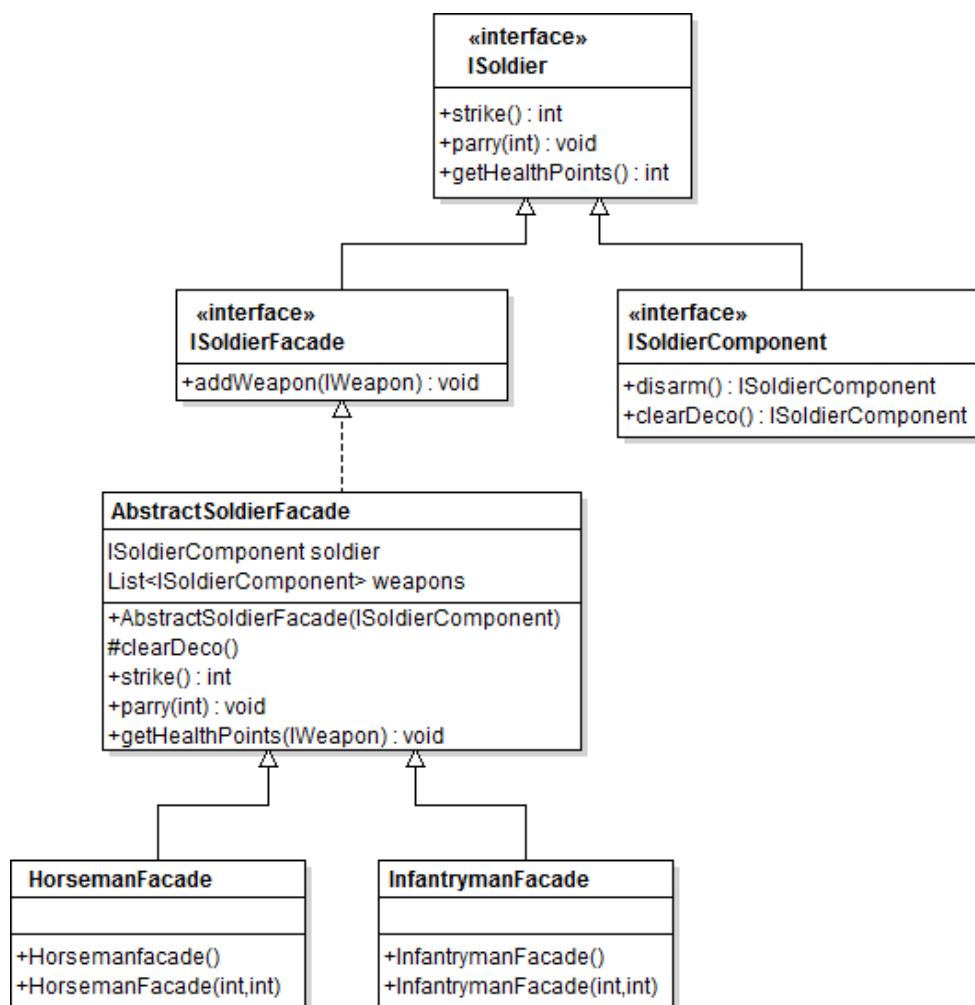 «interface»
ISoldier
+strike() : int
+parry(int) : void
+getHealthPoints() : int
«interface»
ISoldierFacade
+addWeapon(IWeapon) : void
«interface»
ISoldierComponent
+disarm() : ISoldierComponent
+clearDeco() : ISoldierComponent
AbstractSoldierFacade
ISoldierComponent soldier
List<ISoldierComponent> weapons
+AbstractSoldierFacade(ISoldierComponent)
#clearDeco()
+strike() : int
+parry(int) : void
+getHealthPoints(IWeapon) : void
HorsemanFacade
+Horsemanfacade()
+HorsemanFacade(int,int)
InfantrymanFacade
+InfantrymanFacade()
+InfantrymanFacade(int,int)